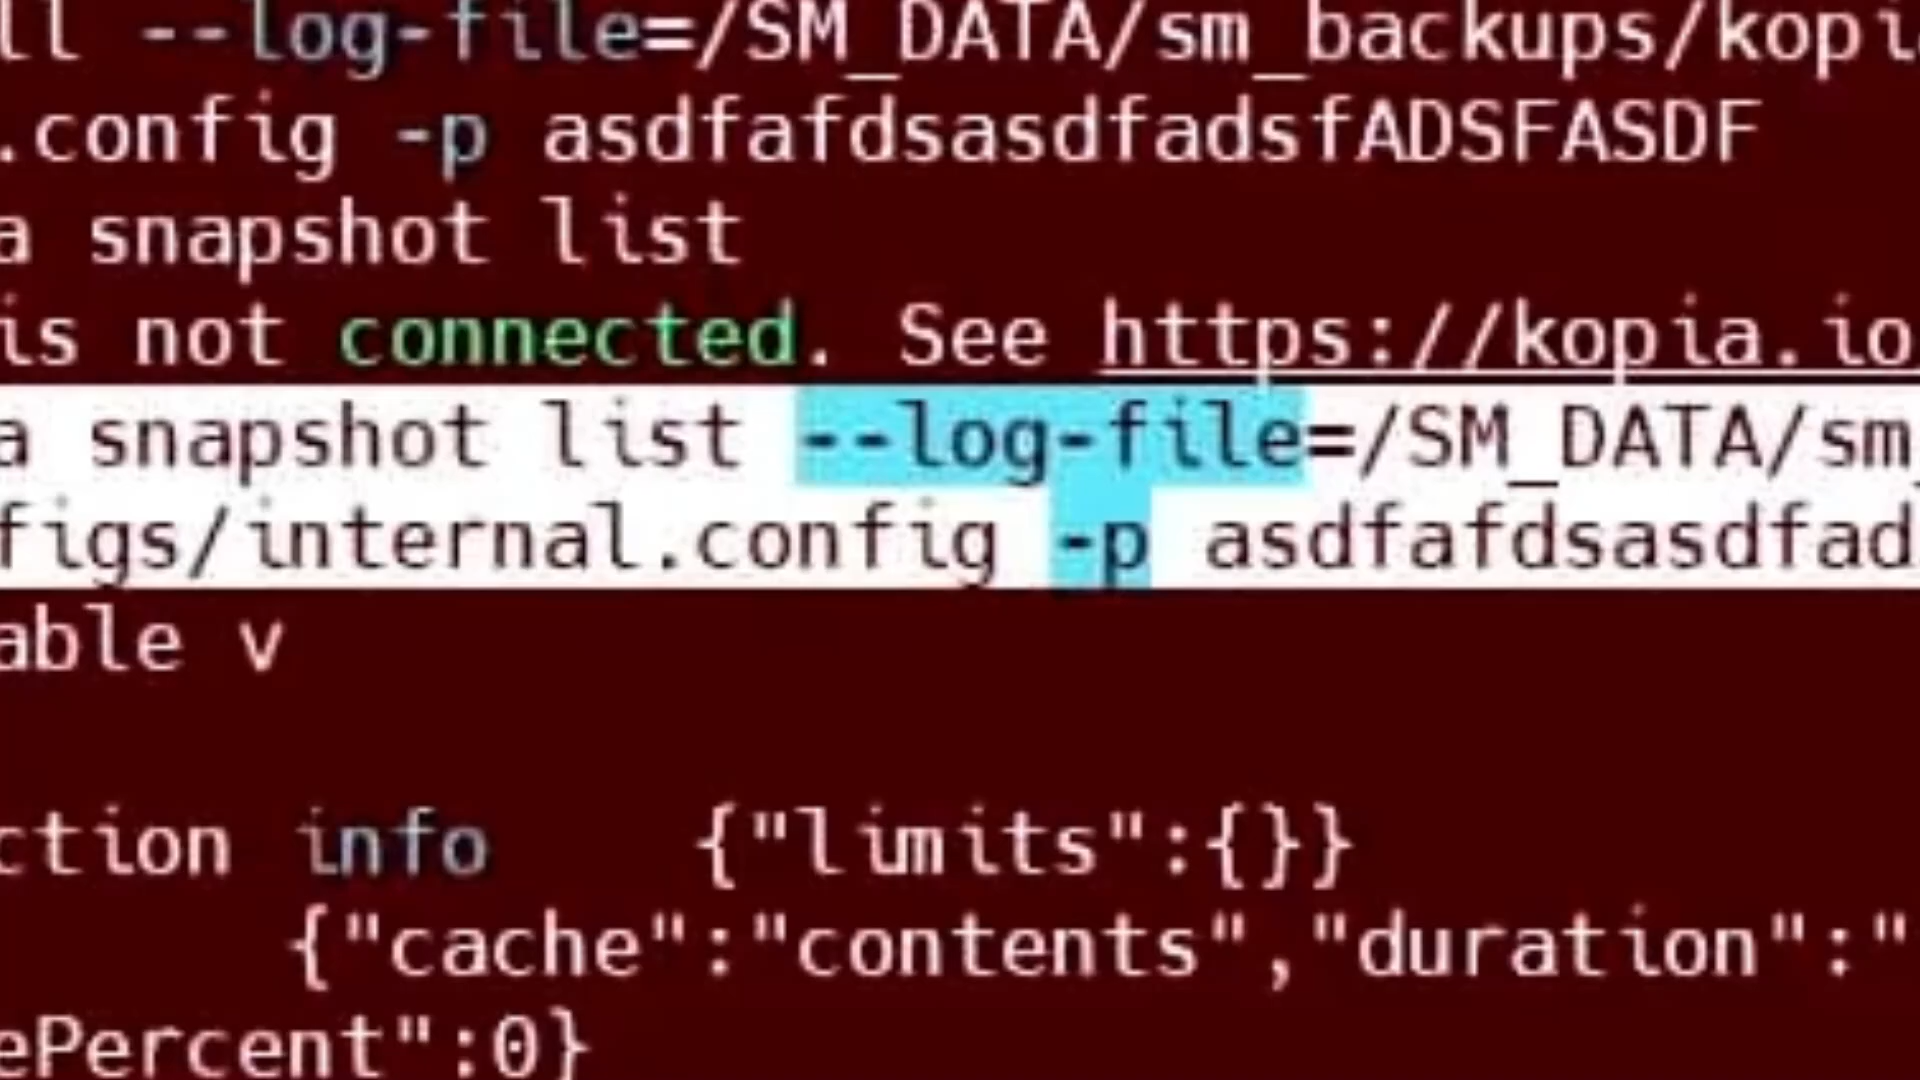 ll --log-file=/SM_DATA/sm_backups/kopi
.config -p asdfafdsasdfadsfADSFASDF
a snapshot list
is not connected. See https://kopia.io
a snapshot list --log-file=/SM_DATA/sm_
figs/internal.config -p asdfafdsasdfad
able v
ction info {"limits":{}}
{"cache":"contents","duration":"
ePercent":0}